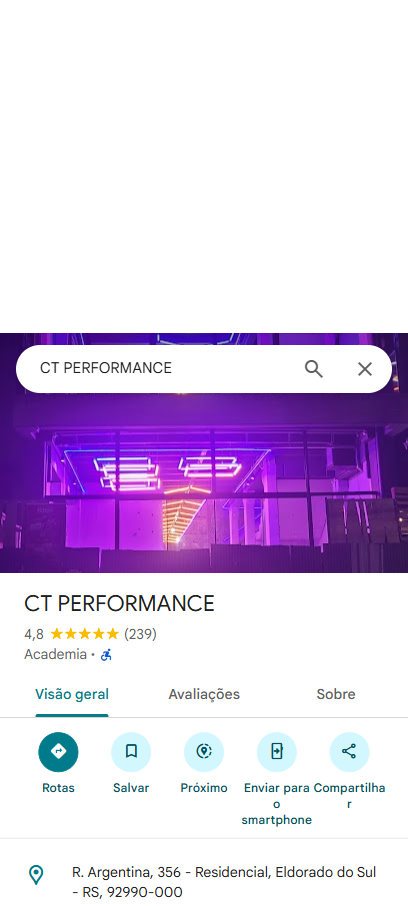 CT PERFORMANCE
CT PERFORMANCE
4,8 (239)
Academia ·
Visão geral Avaliações Sobre
Rotas Salvar Próximo Enviar para o smartphone Compartilhar
R. Argentina, 356 - Residencial, Eldorado do Sul
- RS, 92990-000